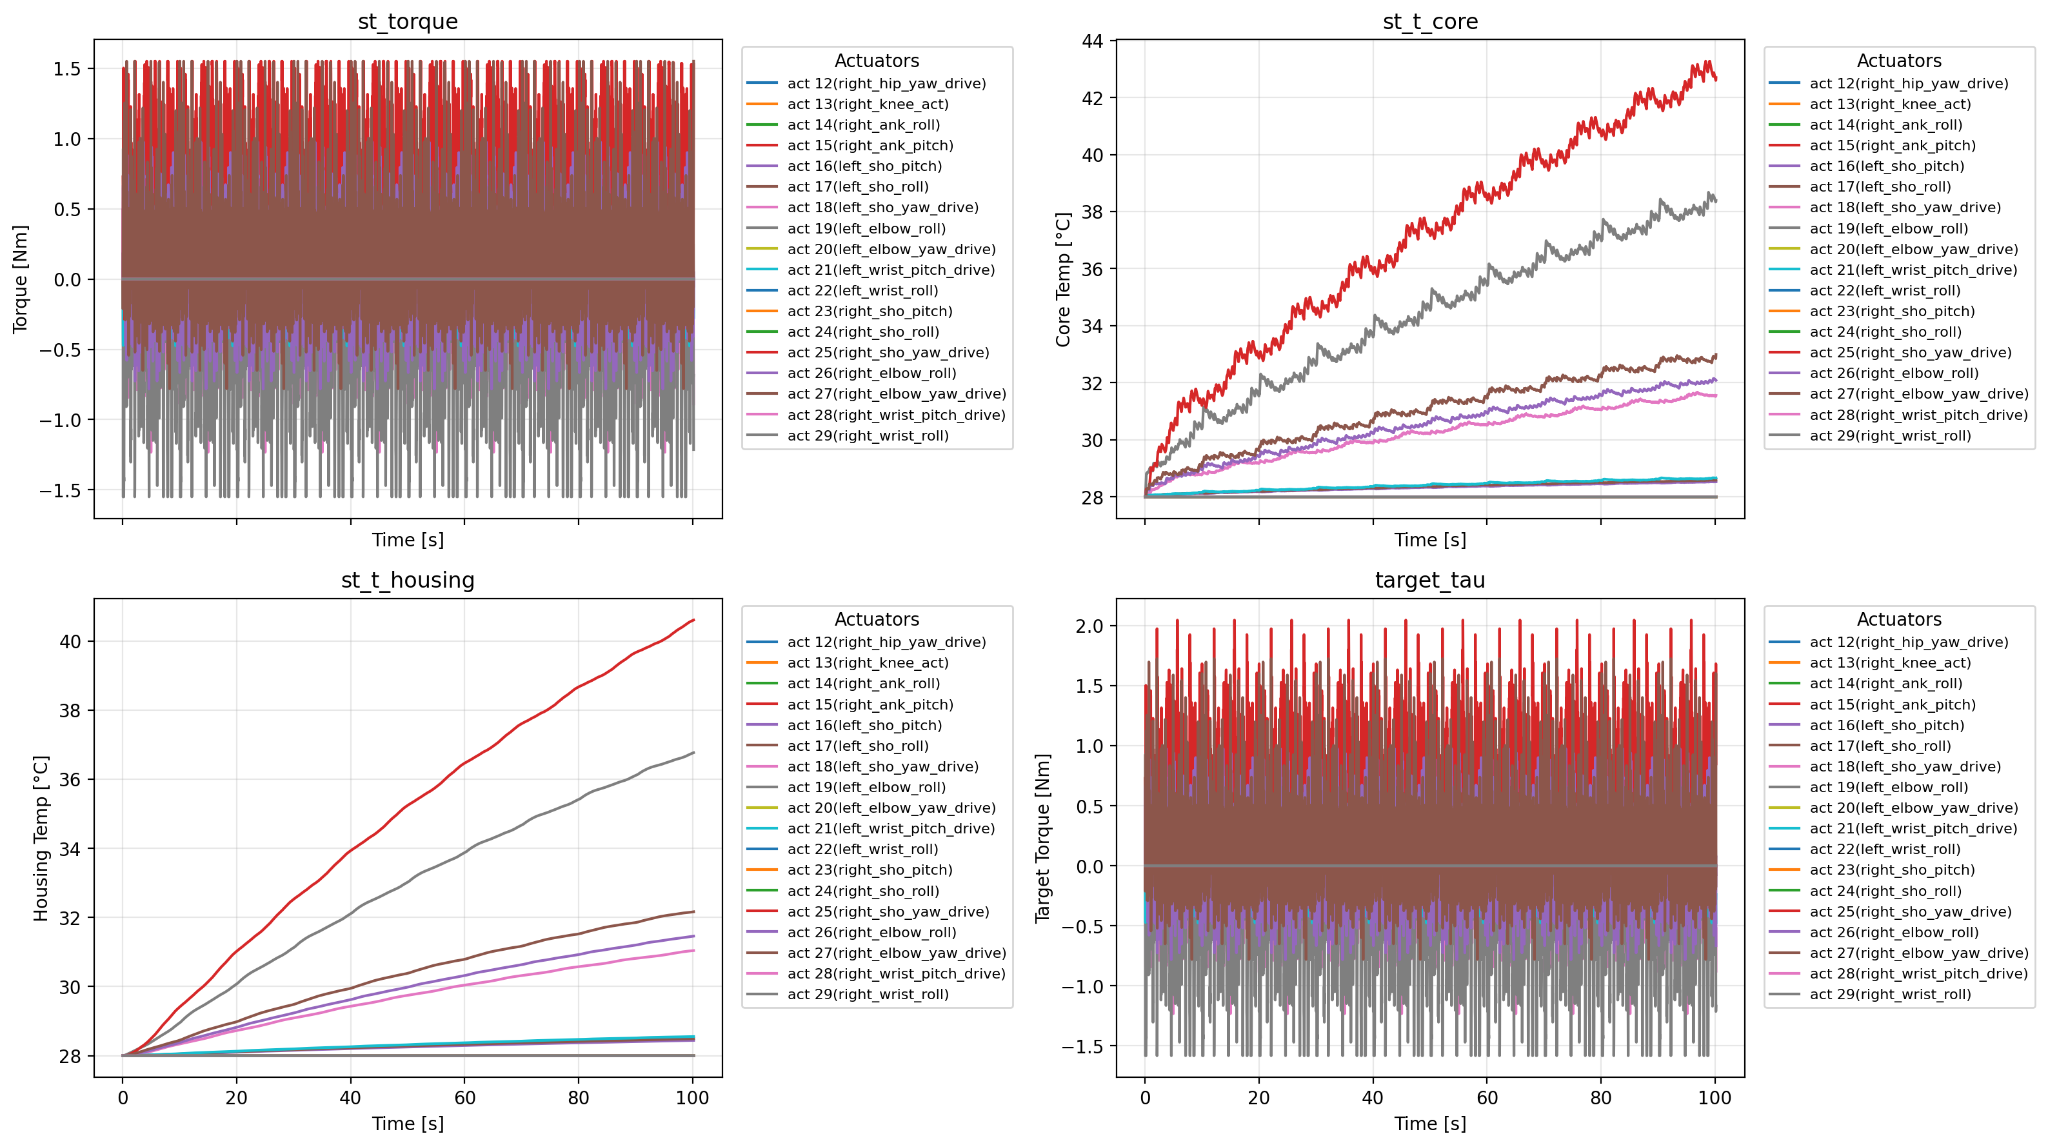 st_torque
Torque [Nm]
1.5
1.0
0.5
0.0
−0.5
−1.0
−1.5
Time [s]
Actuators
act 12(right_hip_yaw_drive)
act 13(right_knee_act)
act 14(right_ank_roll)
act 15(right_ank_pitch)
act 16(left_sho_pitch)
act 17(left_sho_roll)
act 18(left_sho_yaw_drive)
act 19(left_elbow_roll)
act 20(left_elbow_yaw_drive)
act 21(left_wrist_pitch_drive)
act 22(left_wrist_roll)
act 23(right_sho_pitch)
act 24(right_sho_roll)
act 25(right_sho_yaw_drive)
act 26(right_elbow_roll)
act 27(right_elbow_yaw_drive)
act 28(right_wrist_pitch_drive)
act 29(right_wrist_roll)
st_t_core
Core Temp [°C]
44
42
40
38
36
34
32
30
28
Time [s]
Actuators
act 12(right_hip_yaw_drive)
act 13(right_knee_act)
act 14(right_ank_roll)
act 15(right_ank_pitch)
act 16(left_sho_pitch)
act 17(left_sho_roll)
act 18(left_sho_yaw_drive)
act 19(left_elbow_roll)
act 20(left_elbow_yaw_drive)
act 21(left_wrist_pitch_drive)
act 22(left_wrist_roll)
act 23(right_sho_pitch)
act 24(right_sho_roll)
act 25(right_sho_yaw_drive)
act 26(right_elbow_roll)
act 27(right_elbow_yaw_drive)
act 28(right_wrist_pitch_drive)
act 29(right_wrist_roll)
st_t_housing
Housing Temp [°C]
40
38
36
34
32
30
28
0 20 40 60 80 100
Time [s]
Actuators
act 12(right_hip_yaw_drive)
act 13(right_knee_act)
act 14(right_ank_roll)
act 15(right_ank_pitch)
act 16(left_sho_pitch)
act 17(left_sho_roll)
act 18(left_sho_yaw_drive)
act 19(left_elbow_roll)
act 20(left_elbow_yaw_drive)
act 21(left_wrist_pitch_drive)
act 22(left_wrist_roll)
act 23(right_sho_pitch)
act 24(right_sho_roll)
act 25(right_sho_yaw_drive)
act 26(right_elbow_roll)
act 27(right_elbow_yaw_drive)
act 28(right_wrist_pitch_drive)
act 29(right_wrist_roll)
target_tau
Target Torque [Nm]
2.0
1.5
1.0
0.5
0.0
−0.5
−1.0
−1.5
0 20 40 60 80 100
Time [s]
Actuators
act 12(right_hip_yaw_drive)
act 13(right_knee_act)
act 14(right_ank_roll)
act 15(right_ank_pitch)
act 16(left_sho_pitch)
act 17(left_sho_roll)
act 18(left_sho_yaw_drive)
act 19(left_elbow_roll)
act 20(left_elbow_yaw_drive)
act 21(left_wrist_pitch_drive)
act 22(left_wrist_roll)
act 23(right_sho_pitch)
act 24(right_sho_roll)
act 25(right_sho_yaw_drive)
act 26(right_elbow_roll)
act 27(right_elbow_yaw_drive)
act 28(right_wrist_pitch_drive)
act 29(right_wrist_roll)